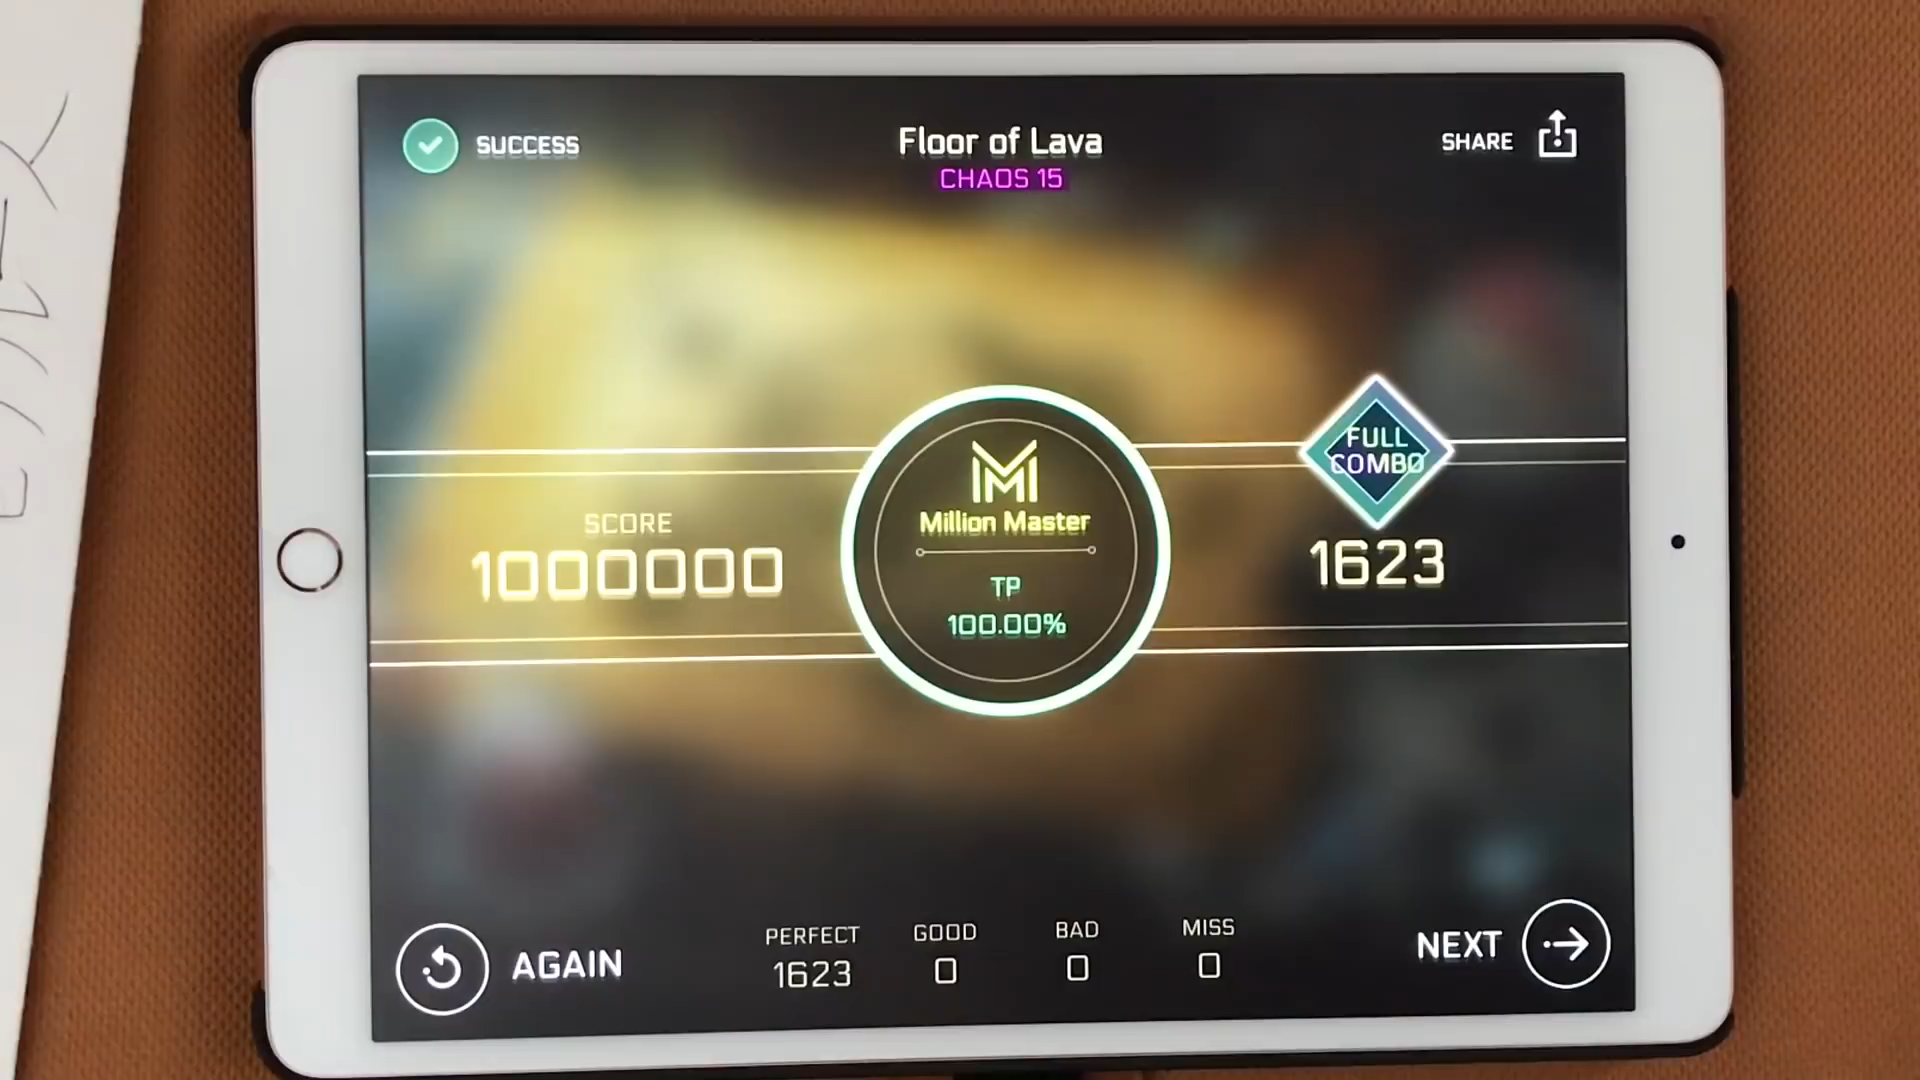 SUCCESS
Floor of Lava
CHAOS 15
SHARE
FULL
COMBO
SCORE
1000000
Million Master
TP
100.00%
1623
AGAIN
PERFECT
1623
GOOD
0
BAD
0
MISS
0
NEXT